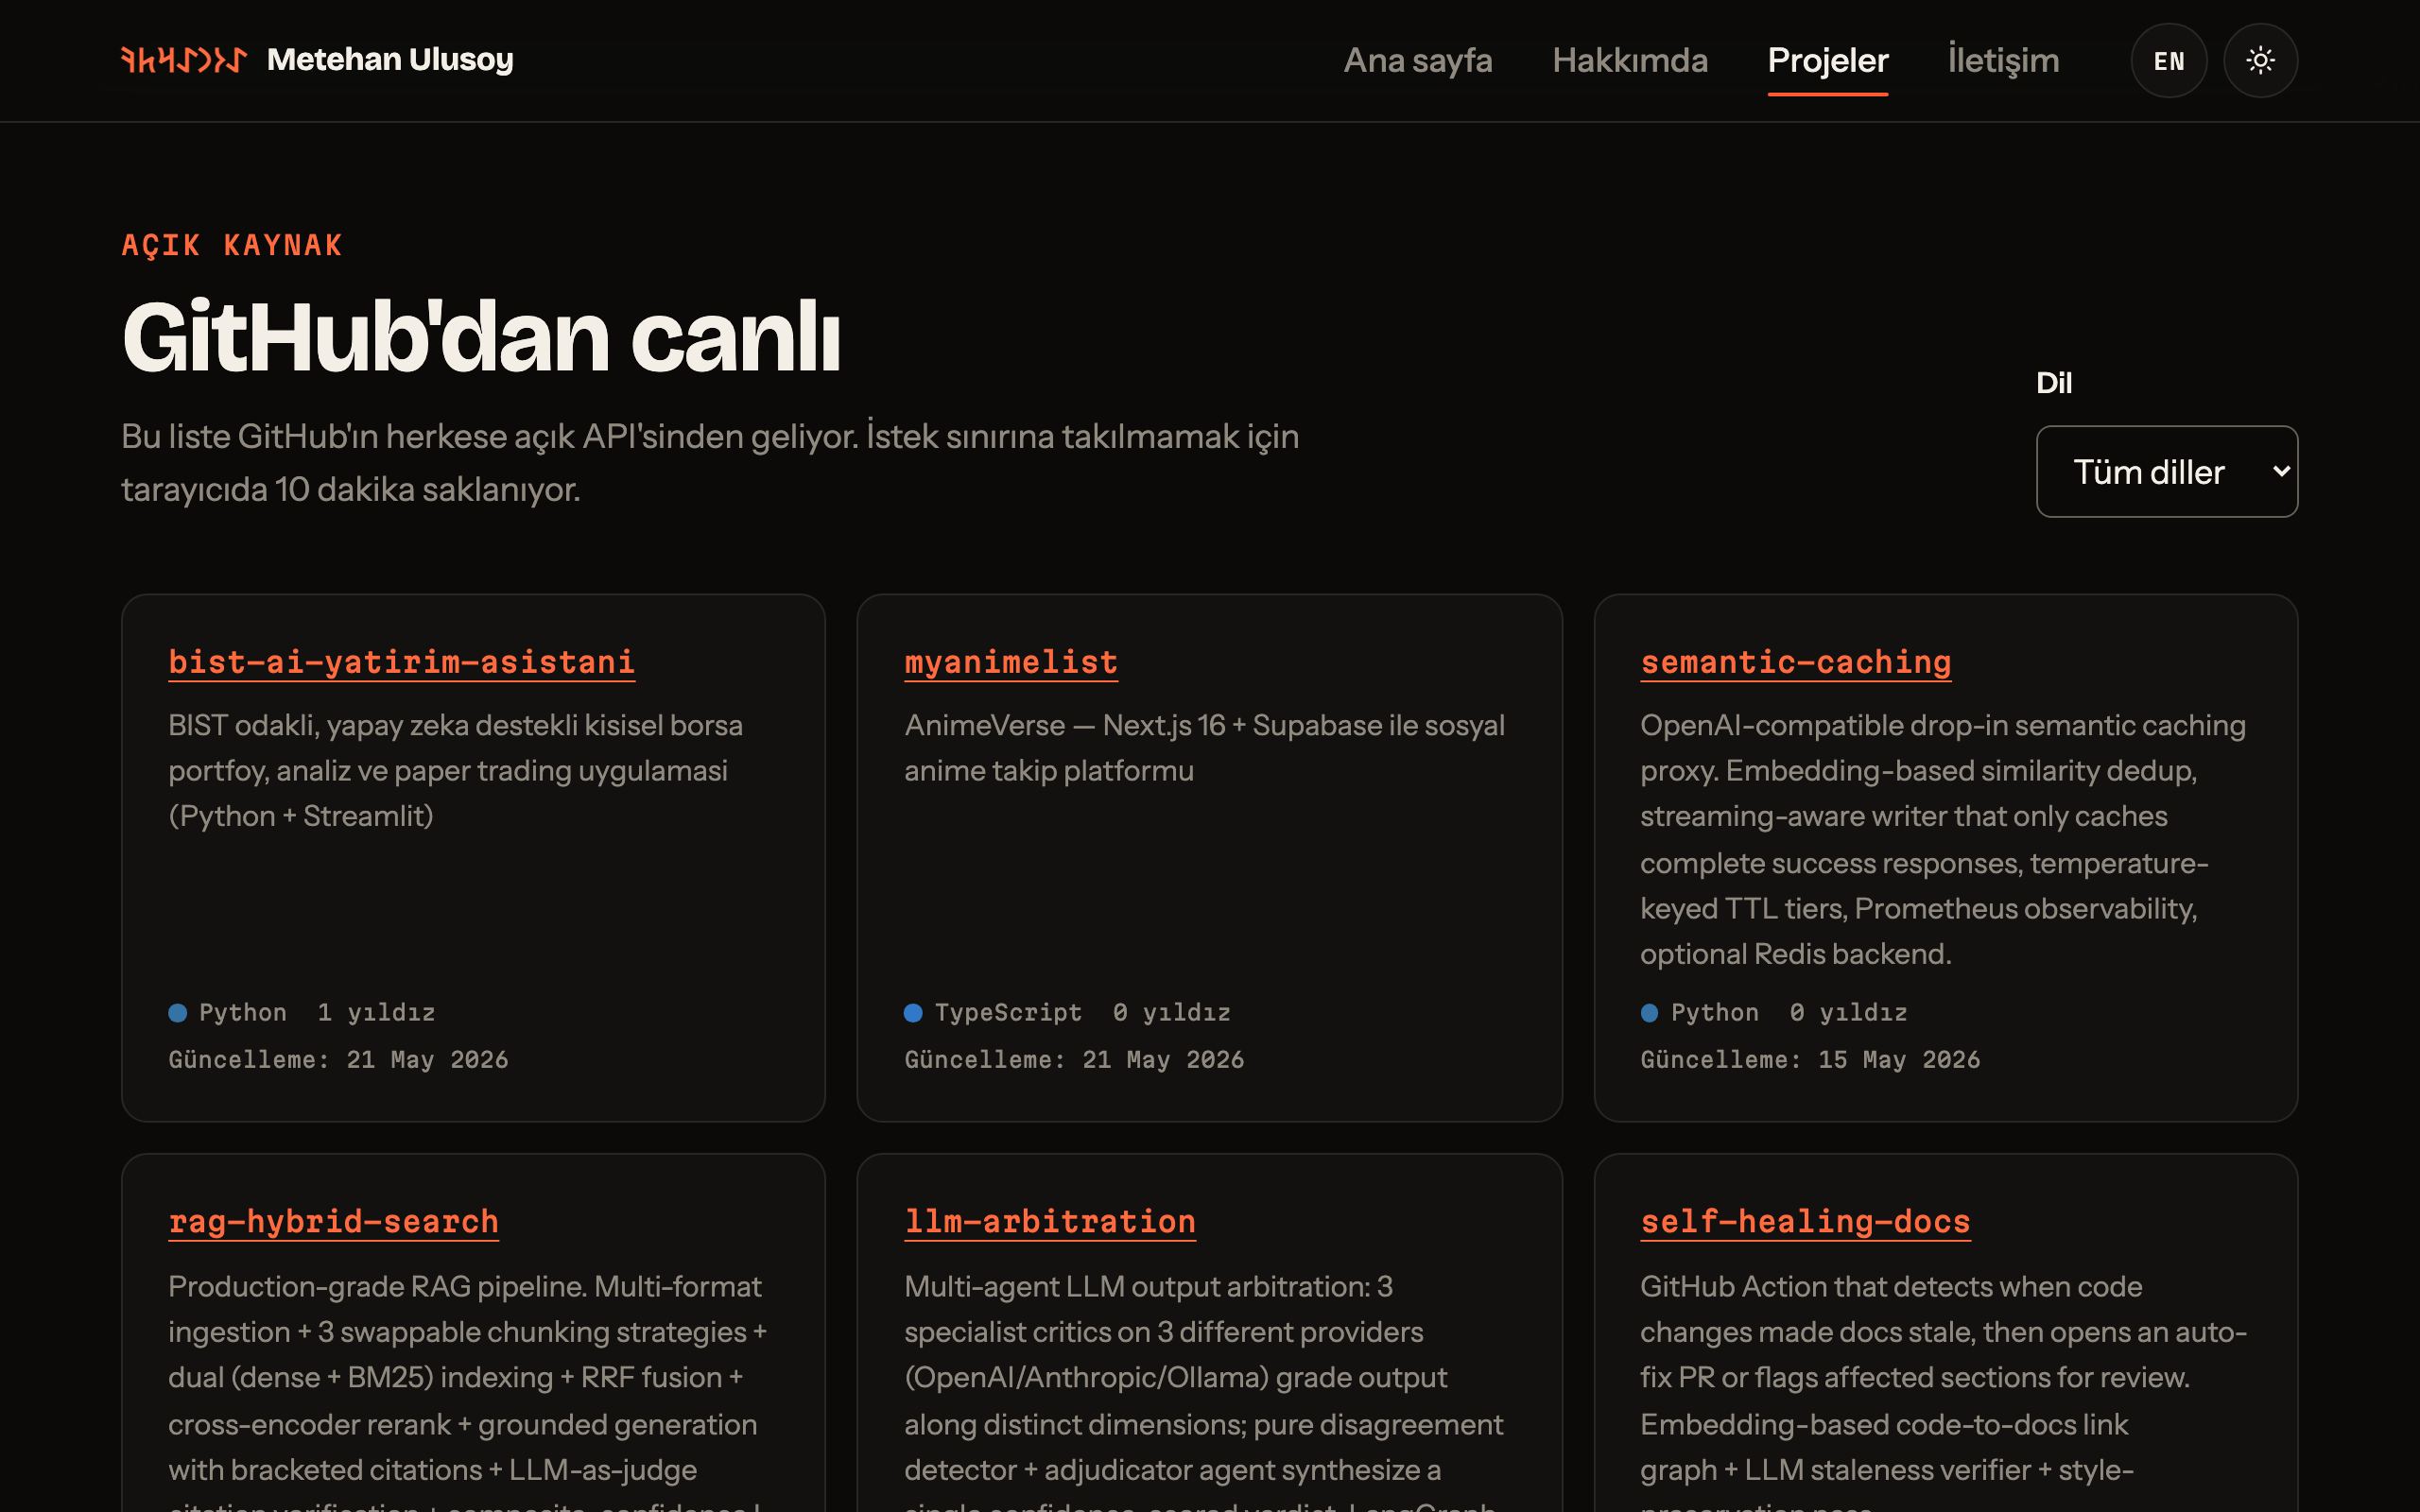 Metehan Ulusoy
Ana sayfa
Hakkımda
Projeler
İletişim
EN
AÇIK KAYNAK
GitHub'dan canlı
Bu liste GitHub'ın herkese açık API'sinden geliyor. İstek sınırına takılmamak için
tarayıcıda 10 dakika saklanıyor.
Dil
Tüm diller
bist-ai-yatirim-asistani
BIST odakli, yapay zeka destekli kisisel borsa
portfoy, analiz ve paper trading uygulamasi
(Python + Streamlit)
Python 1 yıldız
Güncelleme: 21 May 2026
myanimelist
AnimeVerse — Next.js 16 + Supabase ile sosyal
anime takip platformu
TypeScript 0 yıldız
Güncelleme: 21 May 2026
semantic-caching
OpenAI-compatible drop-in semantic caching
proxy. Embedding-based similarity dedup,
streaming-aware writer that only caches
complete success responses, temperature-
keyed TTL tiers, Prometheus observability,
optional Redis backend.
Python 0 yıldız
Güncelleme: 15 May 2026
rag-hybrid-search
Production-grade RAG pipeline. Multi-format
ingestion + 3 swappable chunking strategies +
dual (dense + BM25) indexing + RRF fusion +
cross-encoder rerank + grounded generation
with bracketed citations + LLM-as-judge
llm-arbitration
Multi-agent LLM output arbitration: 3
specialist critics on 3 different providers
(OpenAI/Anthropic/Ollama) grade output
along distinct dimensions; pure disagreement
detector + adjudicator agent synthesize a
self-healing-docs
GitHub Action that detects when code
changes made docs stale, then opens an auto-
fix PR or flags affected sections for review.
Embedding-based code-to-docs link
graph + LLM staleness verifier + style-